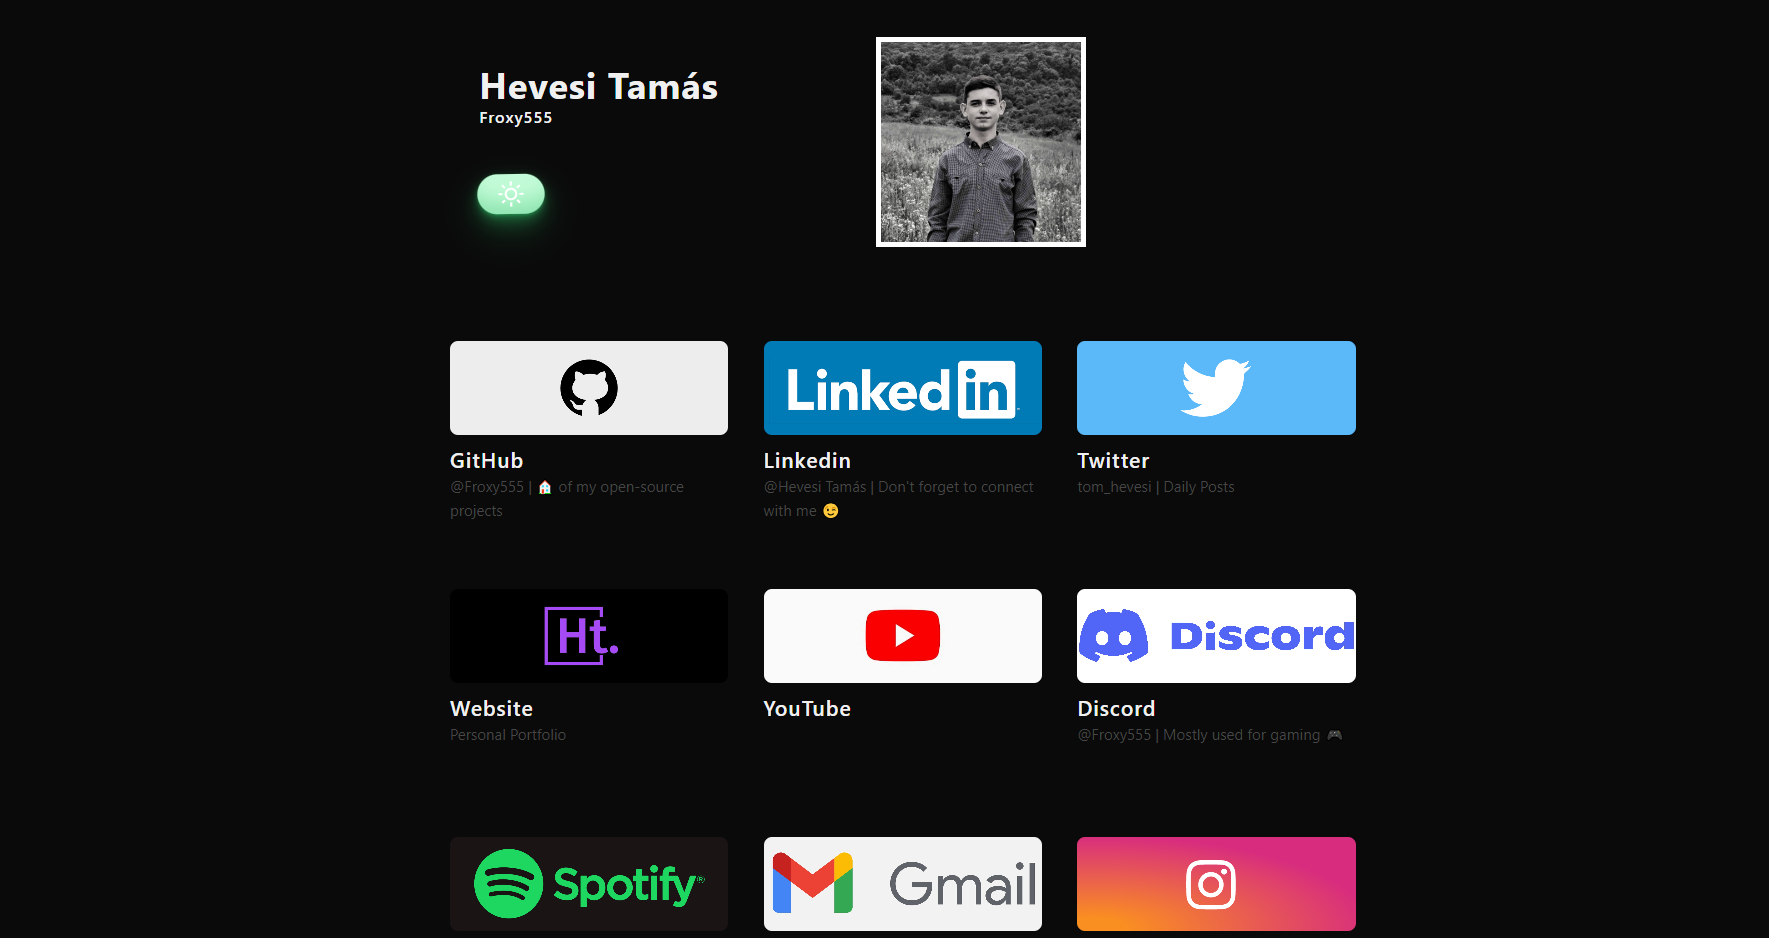 Hevesi Tamás
Froxy555
Linked in
GitHub
@Froxy555 | 🏠 of my open-source
projects
Linkedin
@Hevesi Tamás | Don't forget to connect
with me 😉
Twitter
tom_hevesi | Daily Posts
Ht.
Discord
Website
Personal Portfolio
YouTube
Discord
@Froxy555 | Mostly used for gaming 🎮
Spotify®
Gmail